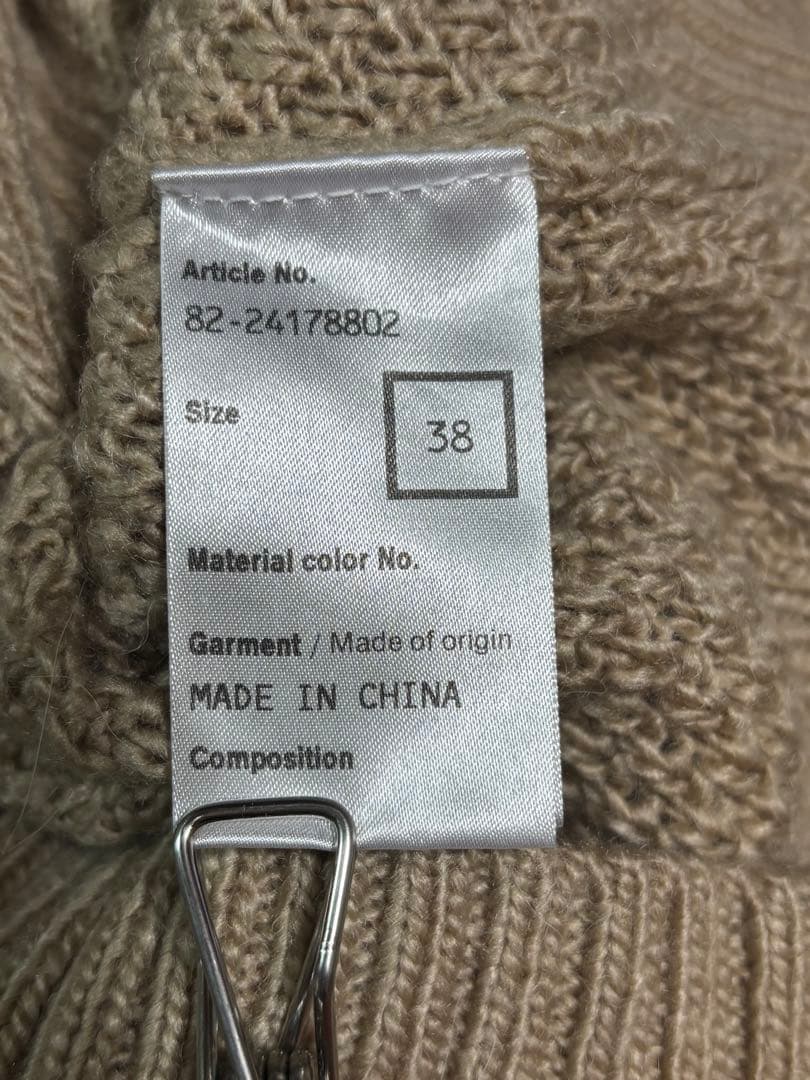 Article No.
82-24178802
Size
38
Material color No.
Garment / Made of origin
MADE IN CHINA
Composition